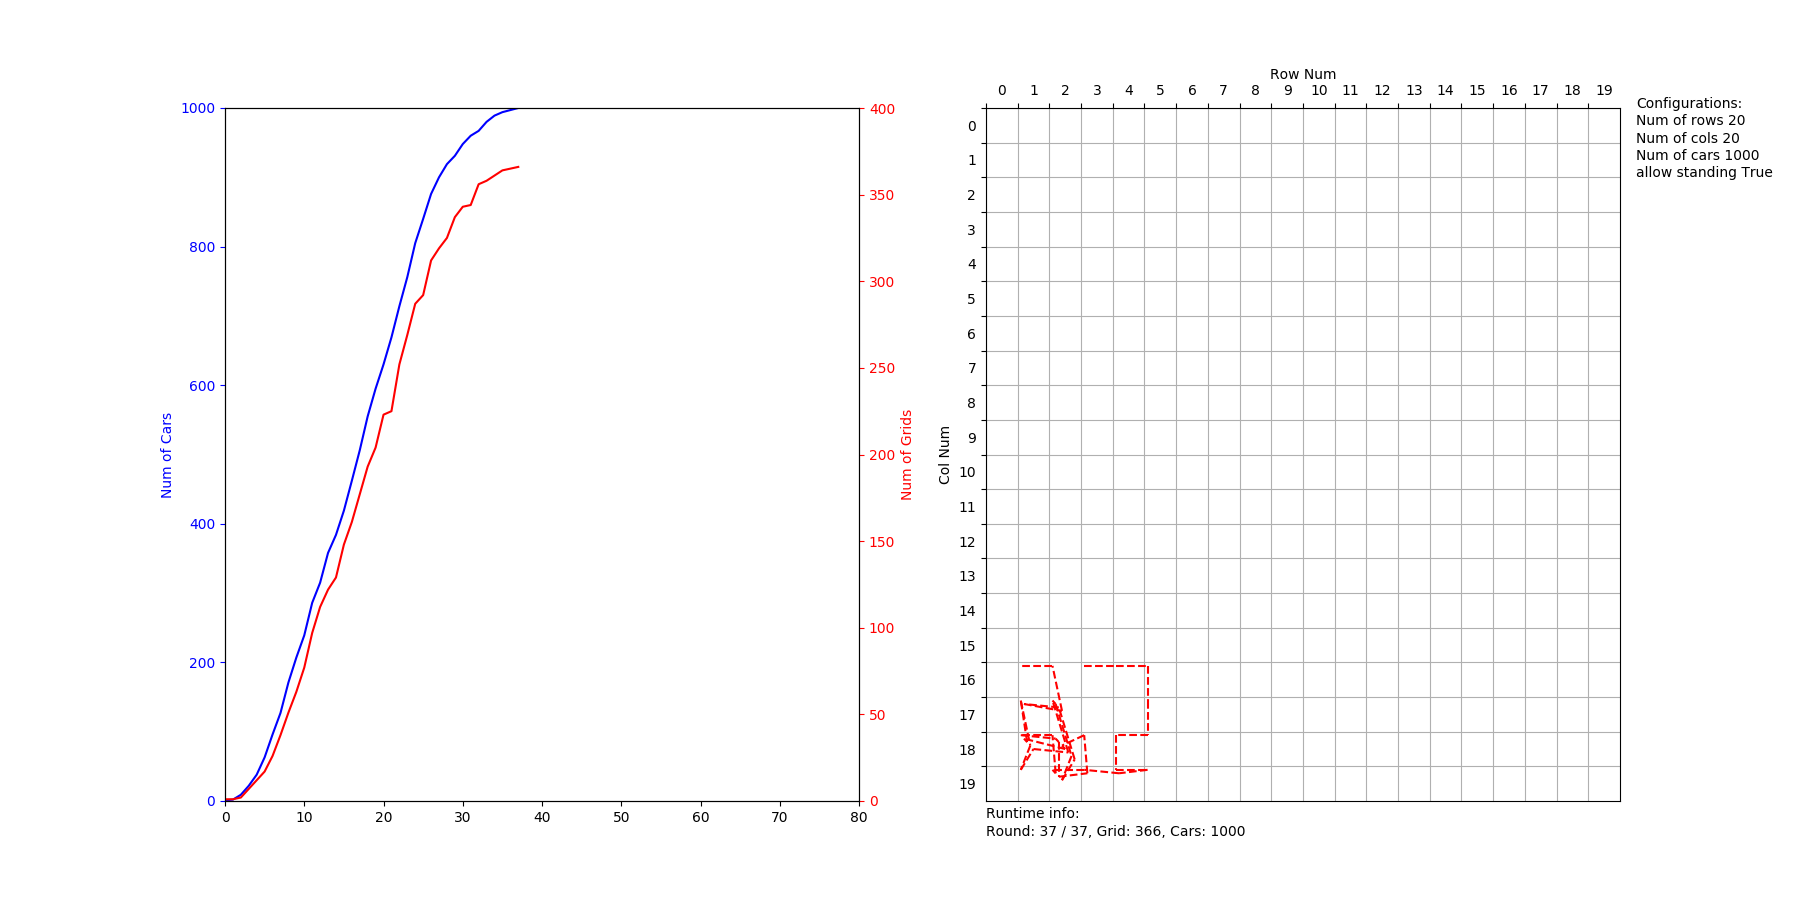 Num of Cars
1000
800
600
400
200
0
0 10 20 30 40 50 60 70 80
400
350
300
250
200
150
100
50
0
Num of Grids
Row Num
0 1 2 3 4 5 6 7 8 9 10 11 12 13 14 15 16 17 18 19
Col Num
0
1
2
3
4
5
6
7
8
9
10
11
12
13
14
15
16
17
18
19
Configurations:
Num of rows 20
Num of cols 20
Num of cars 1000
allow standing True
Runtime info:
Round: 37 / 37, Grid: 366, Cars: 1000